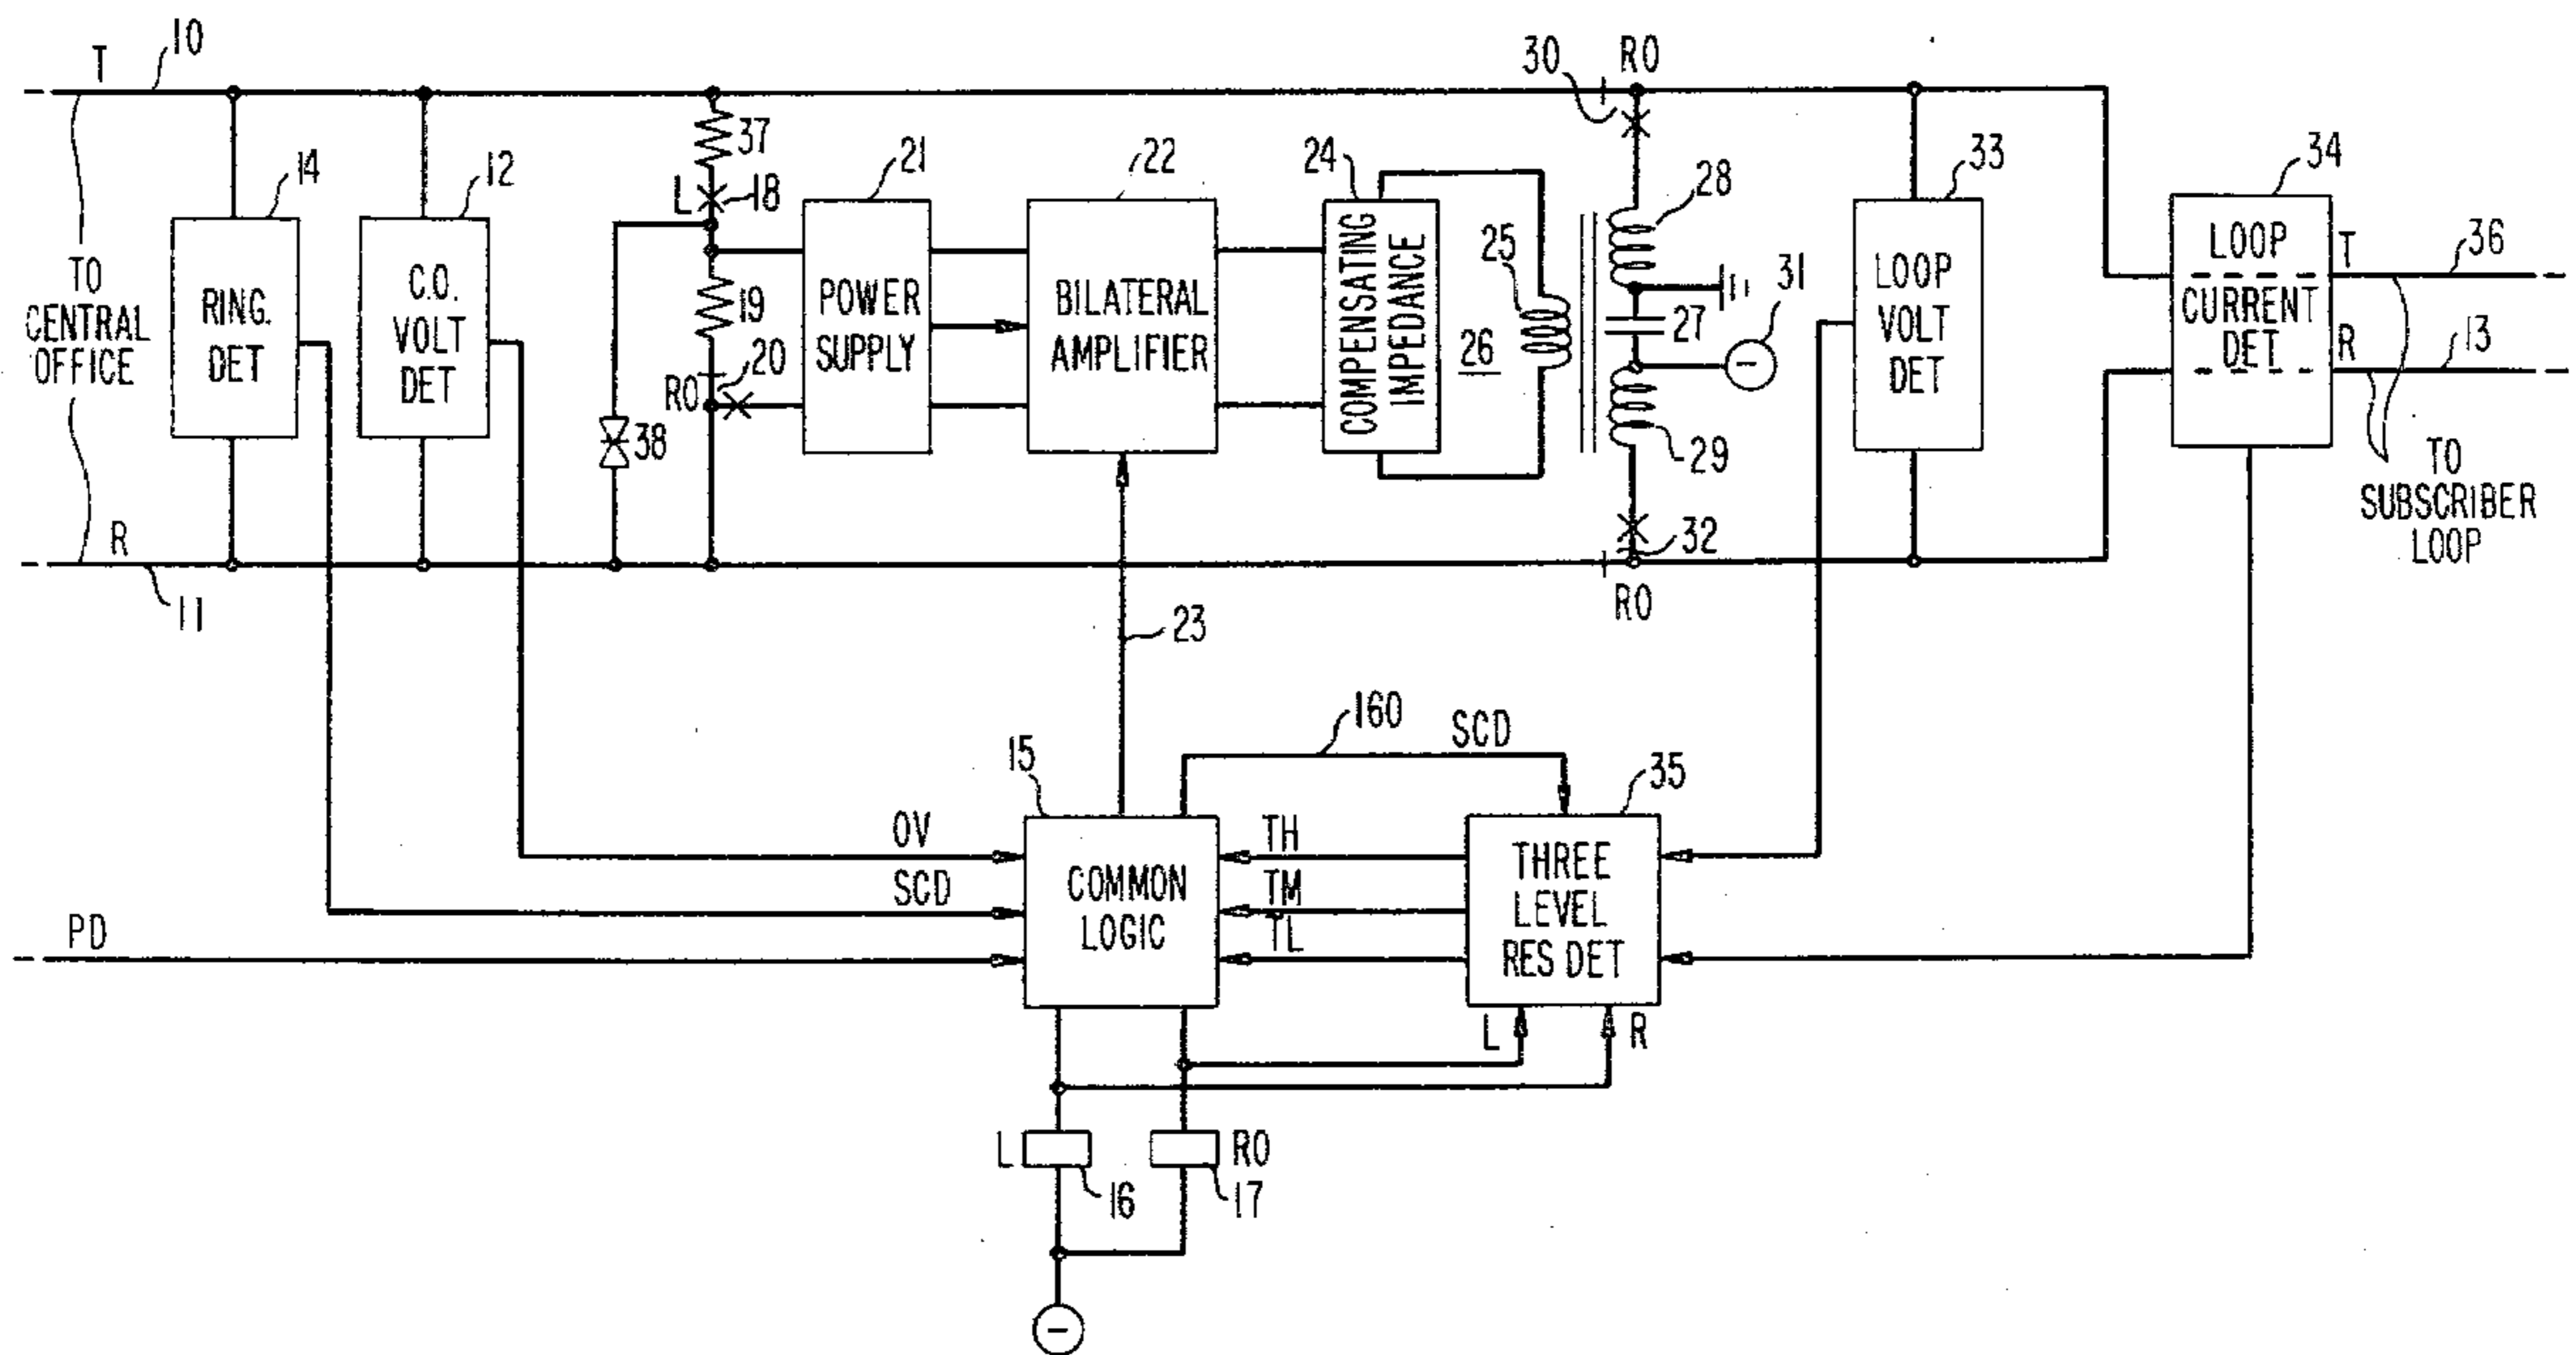 T
10
30
RO
37
14
12
L
18
21
22
24
28
33
34
TO
CENTRAL
OFFICE
RING.
DET
C.O.
VOLT
DET
19
POWER
SUPPLY
BILATERAL
AMPLIFIER
COMPENSATING
IMPEDANCE
25
26
27
31
LOOP
VOLT
DET
LOOP
CURRENT
DET
T
36
R
13
38
RO
20
29
TO
SUBSCRIBER
LOOP
R
11
32
RO
23
160
SCD
15
35
OV
SCD
PD
COMMON
LOGIC
TH
TM
TL
THREE
LEVEL
RES DET
L
R
L
16
RO
17